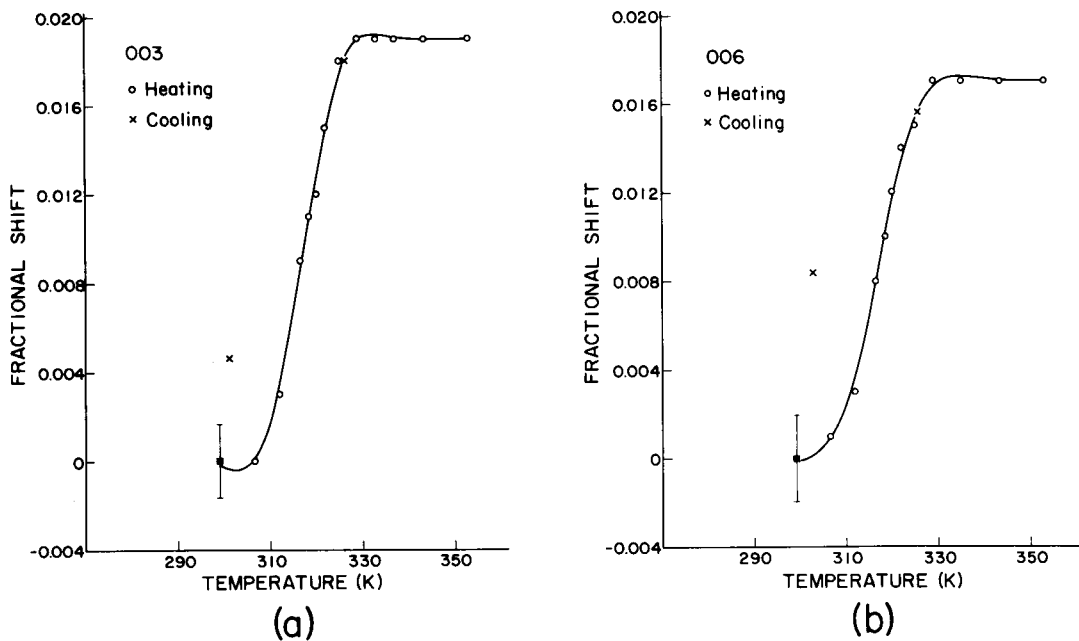 0.020
0.016
0.012
0.008
0.004
0
-0.004
FRACTIONAL SHIFT
003
o Heating
× Cooling
290 310 330 350
TEMPERATURE (K)
(a)
0.020
0.016
0.012
0.008
0.004
0
-0.004
FRACTIONAL SHIFT
006
o Heating
× Cooling
290 310 330 350
TEMPERATURE (K)
(b)